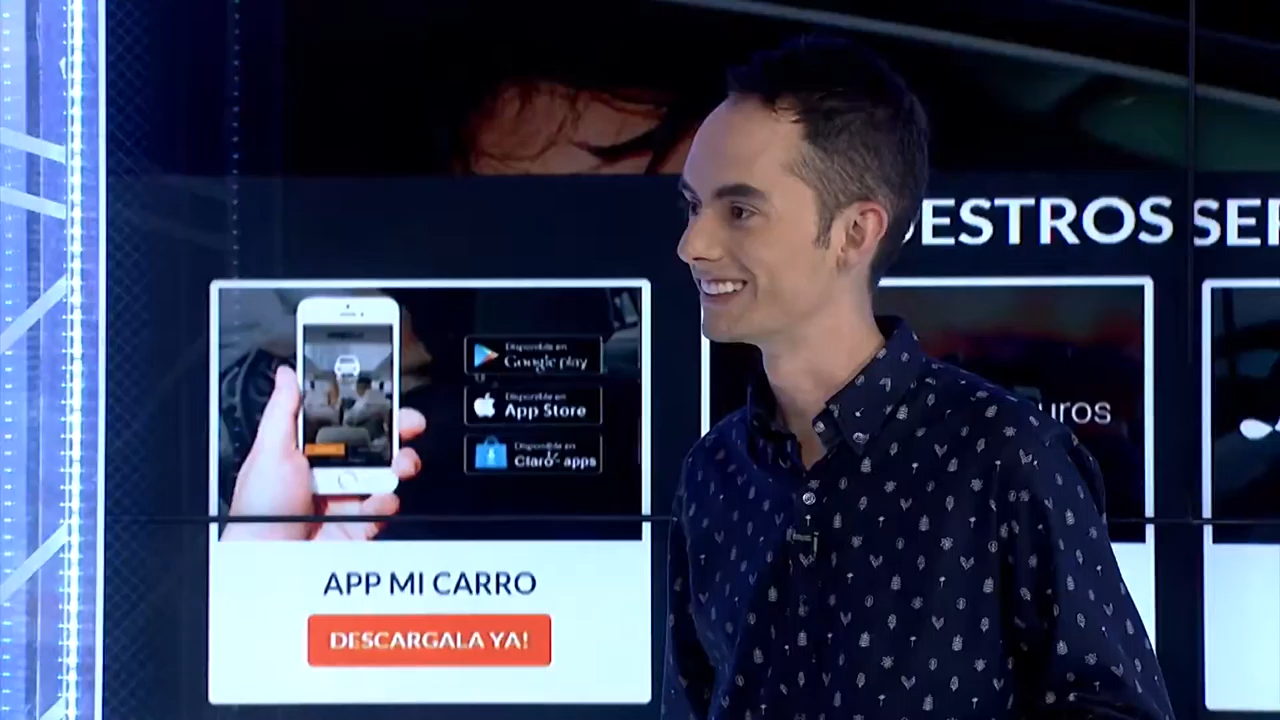 ESTROS SER
Disponible en
Google play
Disponible en
App Store
Disponible en
Claro apps
uros
APP MI CARRO
DESCARGALA YA!